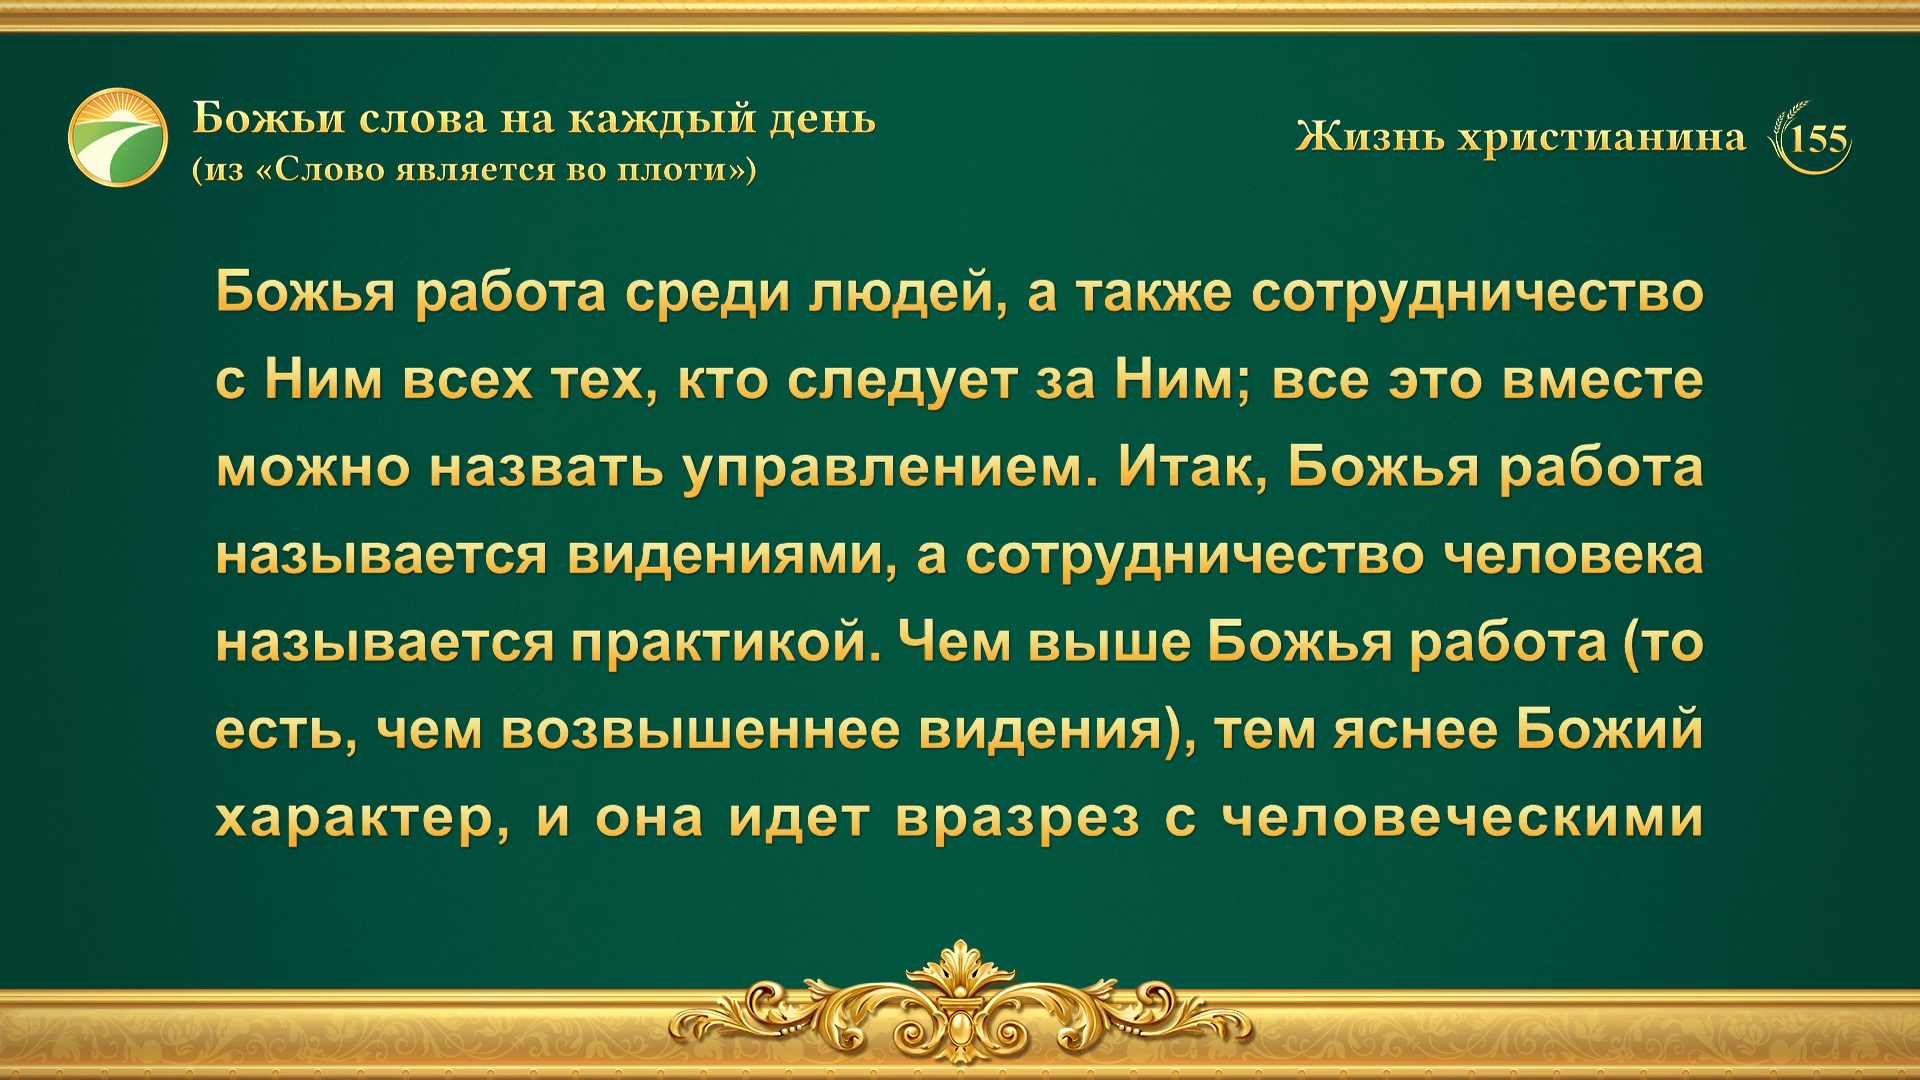 Божьи слова на каждый день
(из «Слово является во плоти»)
Жизнь христианина 155
Божья работа среди людей, а также сотрудничество
с Ним всех тех, кто следует за Ним; все это вместе
можно назвать управлением. Итак, Божья работа
называется видениями, а сотрудничество человека
называется практикой. Чем выше Божья работа (то
есть, чем возвышеннее видения), тем яснее Божий
характер, и она идет вразрез с человеческими